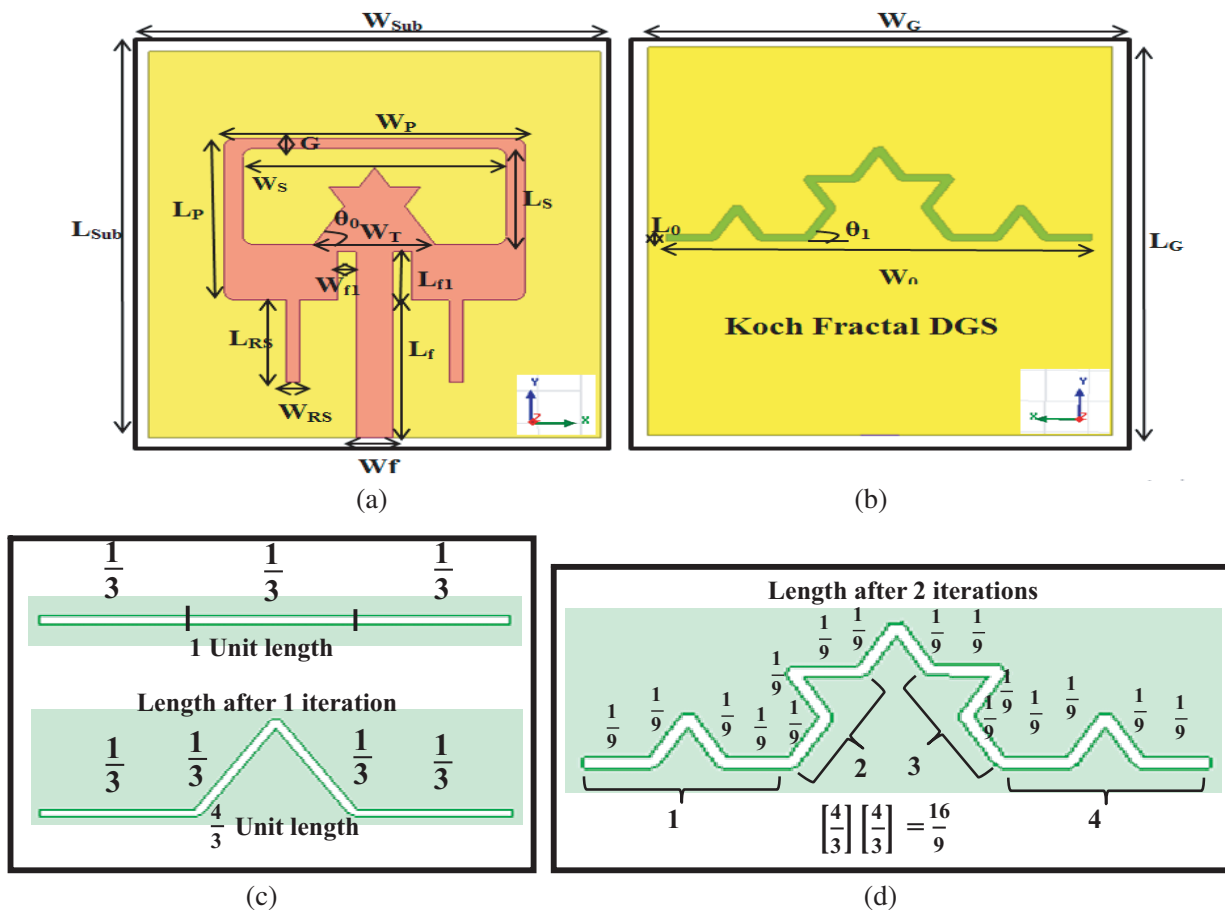 W_Sub
W_P
G
W_S
L_P
L_S
L_Sub
θ_0
W_T
W_f1
L_f1
L_RS
L_f
W_RS
Wf
Y
Z
X
(a)
W_G
L_0
θ_1
L_G
W_0
Koch Fractal DGS
Y
X
Z
(b)
1/3 1/3 1/3
1 Unit length
Length after 1 iteration
1/3 1/3 1/3 1/3
4/3 Unit length
(c)
Length after 2 iterations
1/9 1/9 1/9 1/9
1/9 1/9
1/9 1/9 1/9 1/9 1/9 1/9 1/9 1/9 1/9 1/9
1 2 3 4
[4/3] [4/3] = 16/9
(d)